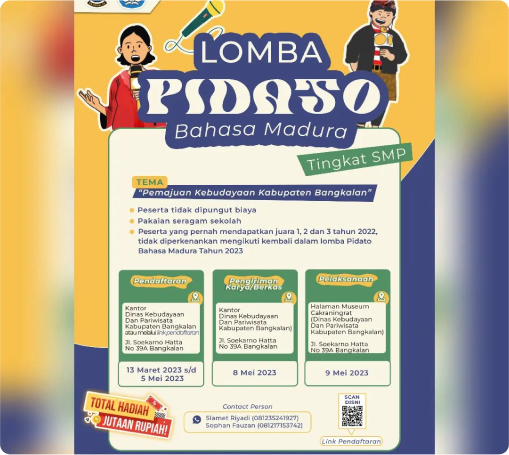 LOMBA
PIDATO
Bahasa Madura
Tingkat SMP
TEMA
"Pemajuan Kebudayaan Kabupaten Bangkalan"
Peserta tidak dipungut biaya
Pakaian seragam sekolah
Peserta yang pernah mendapatkan juara 1, 2 dan 3 tahun 2022,
tidak diperkenankan mengikuti kembali dalam lomba Pidato
Bahasa Madura Tahun 2023
Pendaftaran
Kantor
Dinas Kebudayaan
Dan Pariwisata
Kabupaten Bangkalan
atau melalui link pendaftaran
Jl. Soekarno Hatta
No 39A Bangkalan
13 Maret 2023 s/d
5 Mei 2023
Pengiriman
Karya/Berkas
Kantor
Dinas Kebudayaan
Dan Pariwisata
Kabupaten Bangkalan)
Jl. Soekarno Hatta
No 39A Bangkalan
8 Mei 2023
Pelaksanaan
Halaman Museum
Cakraningrat
(Dinas Kebudayaan
Dan Pariwisata
Kabupaten Bangkalan)
Jl. Soekarno Hatta
No 39A Bangkalan
9 Mei 2023
TOTAL HADIAH
JUTAAN RUPIAH!
Contact Person
Slamet Riyadi (081235241927)
Sophan Fauzan (081217153742)
SCAN
DISNI
Link Pendaftaran